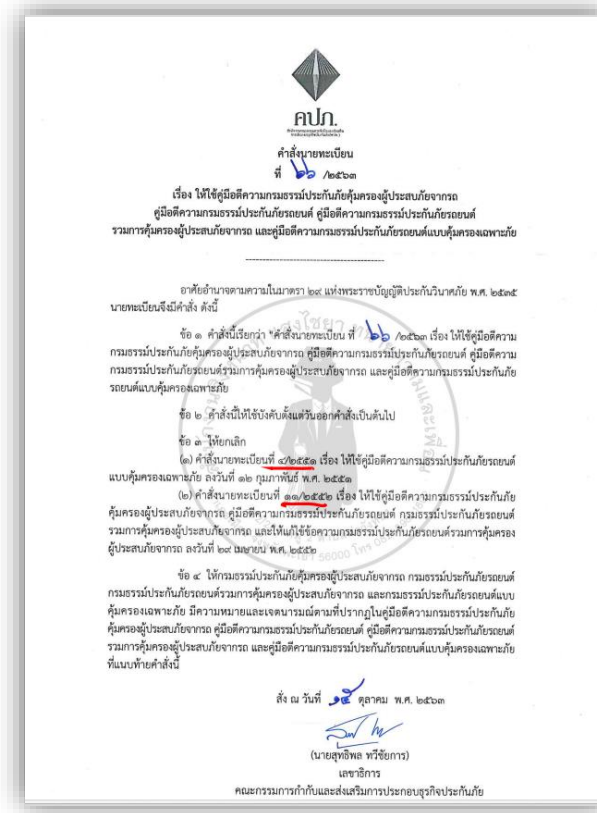 คปภ.
คำสั่งนายทะเบียน
ที่ ๖๖ /๒๕๖๓
เรื่อง ให้ใช้คู่มือตีความกรมธรรม์ประกันภัยคุ้มครองผู้ประสบภัยจากรถ
คู่มือตีความกรมธรรม์ประกันภัยรถยนต์ คู่มือตีความกรมธรรม์ประกันภัยรถยนต์
รวมการคุ้มครองผู้ประสบภัยจากรถ และคู่มือตีความกรมธรรม์ประกันภัยรถยนต์แบบคุ้มครองเฉพาะภัย
อาศัยอำนาจตามความในมาตรา ๒๙ แห่งพระราชบัญญัติประกันวินาศภัย พ.ศ. ๒๕๓๕
นายทะเบียนจึงมีคำสั่ง ดังนี้
ข้อ ๑ คำสั่งนี้เรียกว่า “คำสั่งนายทะเบียน ที่ ๖๖ /๒๕๖๓ เรื่อง ให้ใช้คู่มือตีความ
กรมธรรม์ประกันภัยคุ้มครองผู้ประสบภัยจากรถ คู่มือตีความกรมธรรม์ประกันภัยรถยนต์ คู่มือตีความ
กรมธรรม์ประกันภัยรถยนต์รวมการคุ้มครองผู้ประสบภัยจากรถ และคู่มือตีความกรมธรรม์ประกันภัย
รถยนต์แบบคุ้มครองเฉพาะภัย
ข้อ ๒ คำสั่งนี้ให้ใช้บังคับตั้งแต่วันออกคำสั่งเป็นต้นไป
ข้อ ๓ ให้ยกเลิก
(๑) คำสั่งนายทะเบียนที่ ๔/๒๕๕๑ เรื่อง ให้ใช้คู่มือตีความกรมธรรม์ประกันภัยรถยนต์
แบบคุ้มครองเฉพาะภัย ลงวันที่ ๑๒ กุมภาพันธ์ พ.ศ. ๒๕๕๑
(๒) คำสั่งนายทะเบียนที่ ๑๑/๒๕๕๒ เรื่อง ให้ใช้คู่มือตีความกรมธรรม์ประกันภัย
คุ้มครองผู้ประสบภัยจากรถ คู่มือตีความกรมธรรม์ประกันภัยรถยนต์ กรมธรรม์ประกันภัยรถยนต์
รวมการคุ้มครองผู้ประสบภัยจากรถ และให้แก้ไขข้อความกรมธรรม์ประกันภัยรถยนต์รวมการคุ้มครอง
ผู้ประสบภัยจากรถ ลงวันที่ ๒๙ เมษายน พ.ศ. ๒๕๕๒
ข้อ ๔ ให้กรมธรรม์ประกันภัยคุ้มครองผู้ประสบภัยจากรถ กรมธรรม์ประกันภัยรถยนต์
กรมธรรม์ประกันภัยรถยนต์รวมการคุ้มครองผู้ประสบภัยจากรถ และกรมธรรม์ประกันภัยรถยนต์แบบ
คุ้มครองเฉพาะภัย มีความหมายและเจตนารมณ์ตามที่ปรากฏในคู่มือตีความกรมธรรม์ประกันภัย
คุ้มครองผู้ประสบภัยจากรถ คู่มือตีความกรมธรรม์ประกันภัยรถยนต์ คู่มือตีความกรมธรรม์ประกันภัยรถยนต์
รวมการคุ้มครองผู้ประสบภัยจากรถ และคู่มือตีความกรมธรรม์ประกันภัยรถยนต์แบบคุ้มครองเฉพาะภัย
ที่แนบท้ายคำสั่งนี้
สั่ง ณ วันที่ ๑๕ ตุลาคม พ.ศ. ๒๕๖๓
(นายสุทธิพล ทวีชัยการ)
เลขาธิการ
คณะกรรมการกำกับและส่งเสริมการประกอบธุรกิจประกันภัย